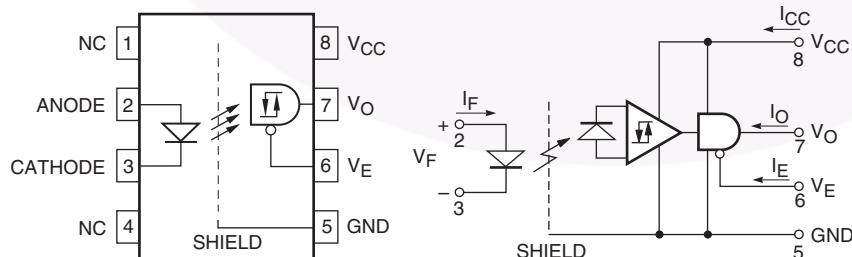 NC 1
ANODE 2
CATHODE 3
NC 4
8 VCC
7 VO
6 VE
5 GND
SHIELD
IF
+
2
VF
–
3
SHIELD
ICC
VCC
8
IO
VO
7
IE
VE
6
GND
5